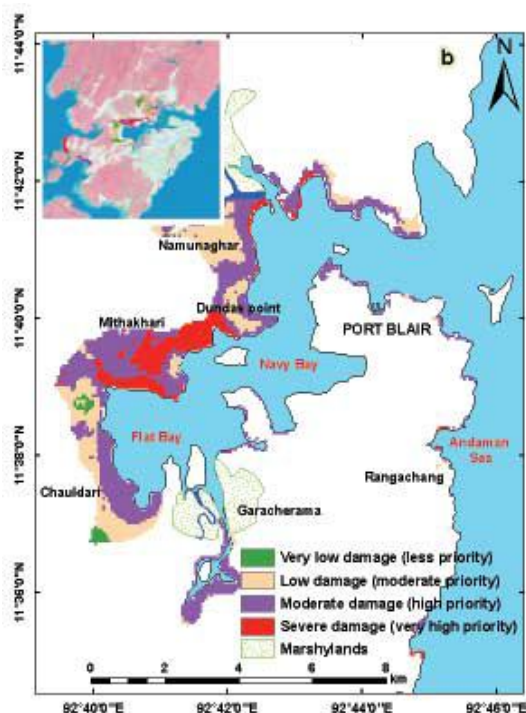 b
N
11°44'0"N
11°42'0"N
11°40'0"N
11°38'0"N
11°36'0"N
Namunaghar
Dundas point
Mithakhari
PORT BLAIR
Navy Bay
Flat Bay
Andaman
Sea
Rangachang
Chauldari
Garacherama
Very low damage (less priority)
Low damage (moderate priority)
Moderate damage (high priority)
Severe damage (very high priority)
Marshylands
0 2 4 6 8
km
92°40'0"E
92°42'0"E
92°44'0"E
92°46'0"E